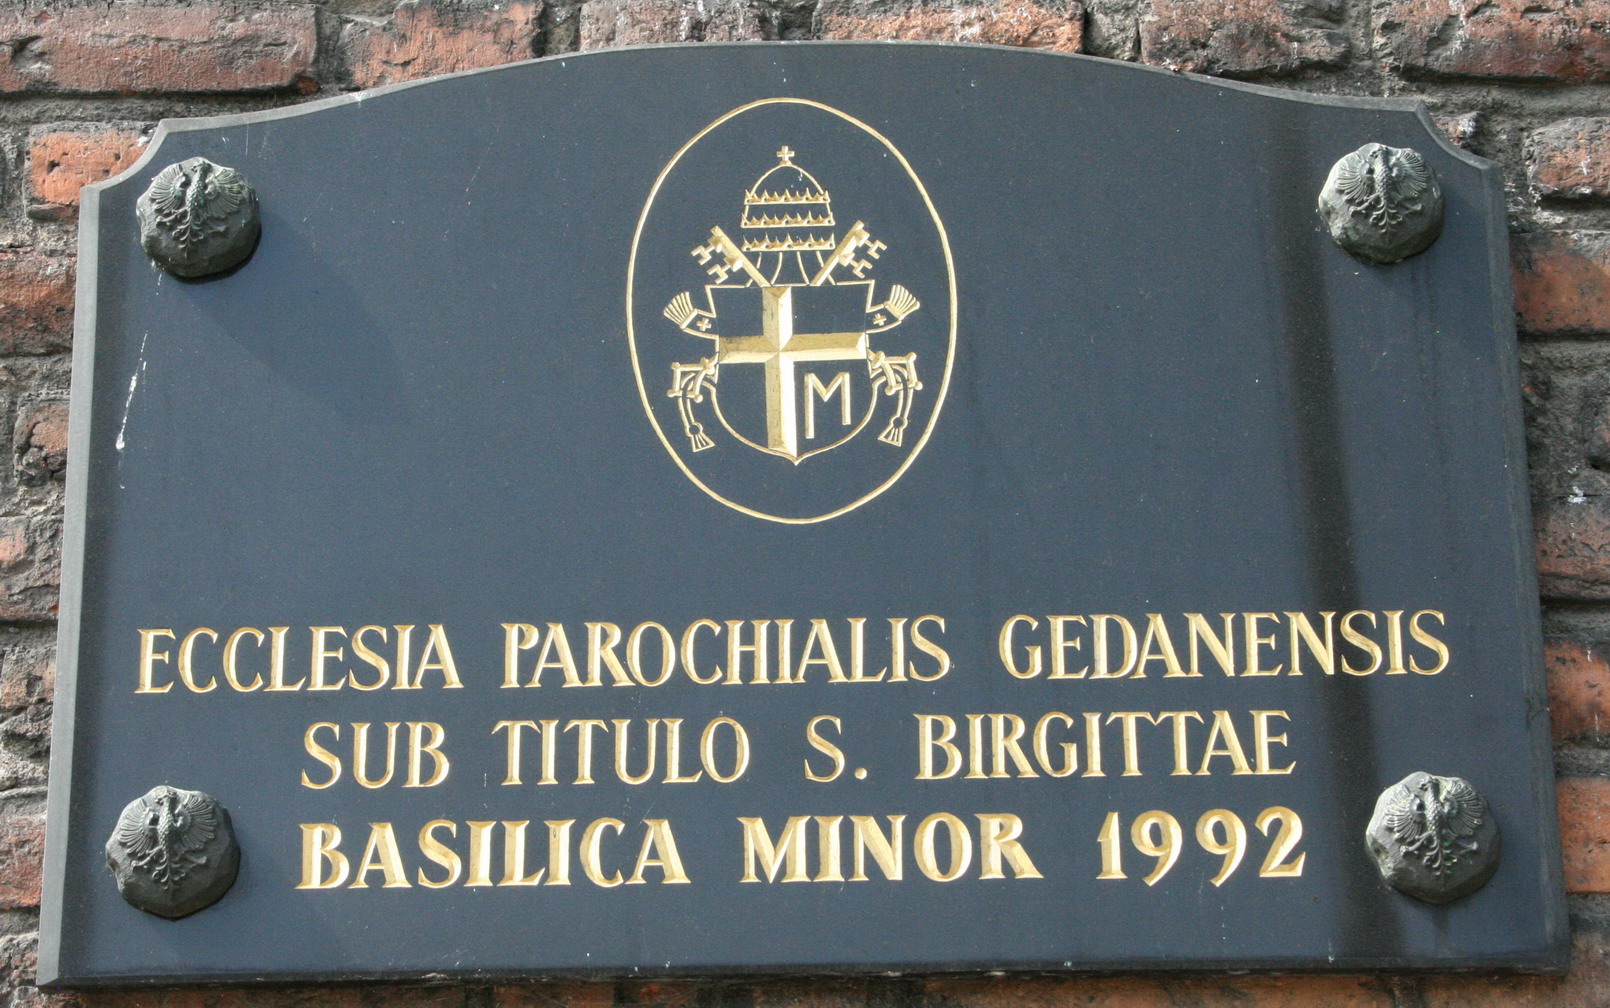 M
ECCLESIA PAROCHIALIS GEDANENSIS
SUB TITULO S. BIRGITTAE
BASILICA MINOR 1992